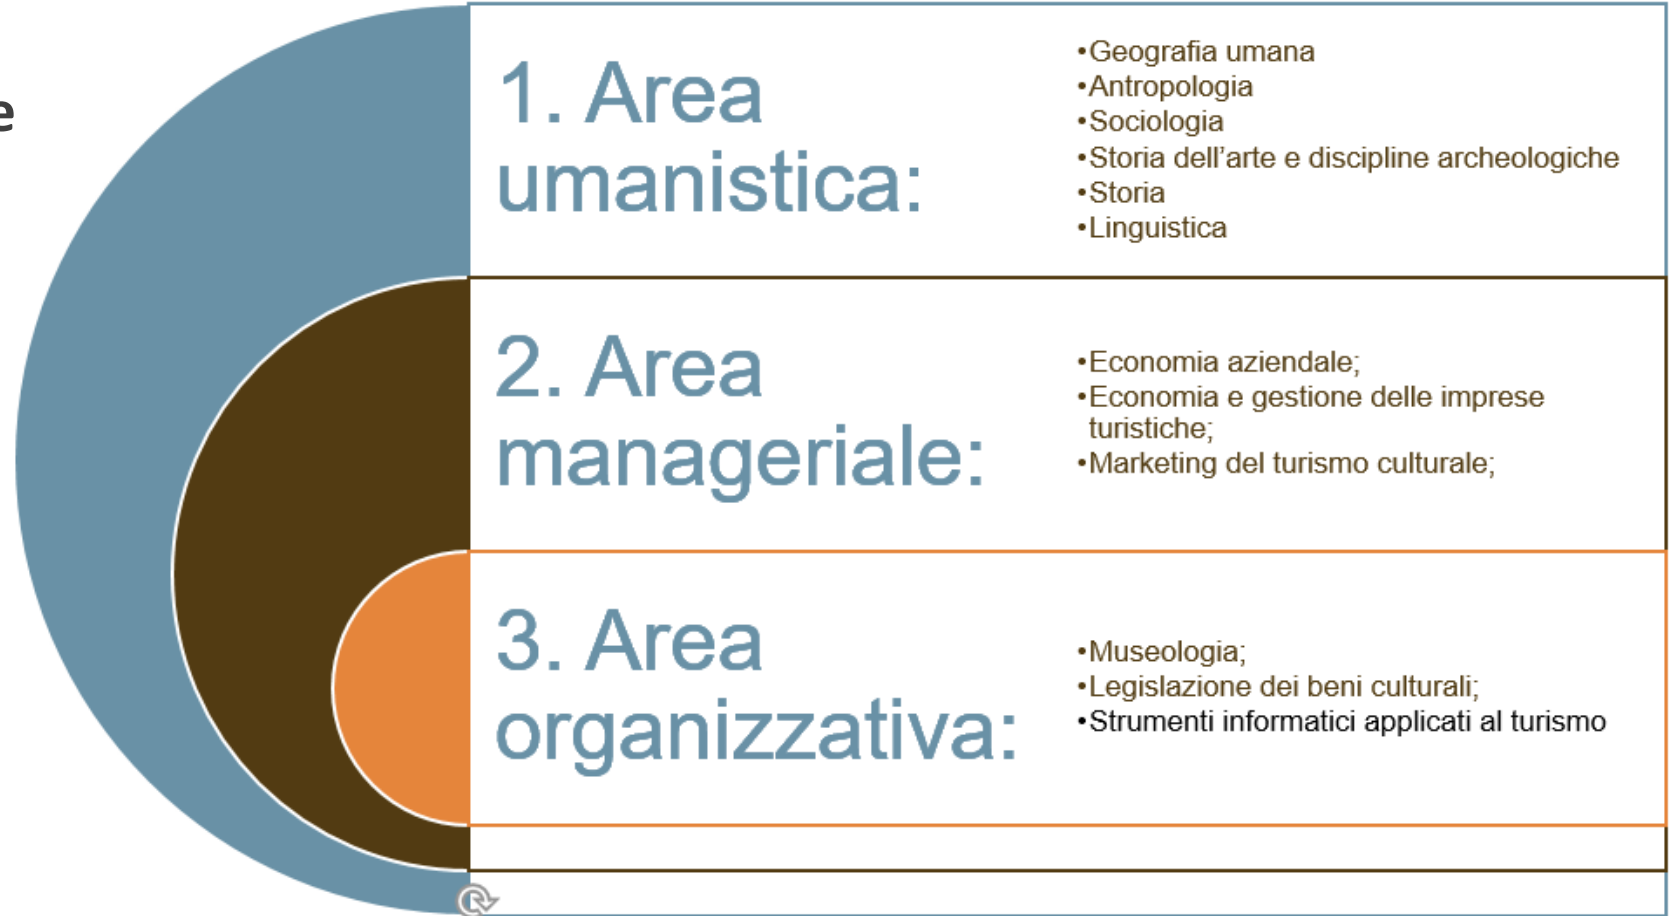 e
1. Area
umanistica:
•Geografia umana
•Antropologia
•Sociologia
•Storia dell’arte e discipline archeologiche
•Storia
•Linguistica
2. Area
manageriale:
•Economia aziendale;
•Economia e gestione delle imprese
turistiche;
•Marketing del turismo culturale;
3. Area
organizzativa:
•Museologia;
•Legislazione dei beni culturali;
•Strumenti informatici applicati al turismo